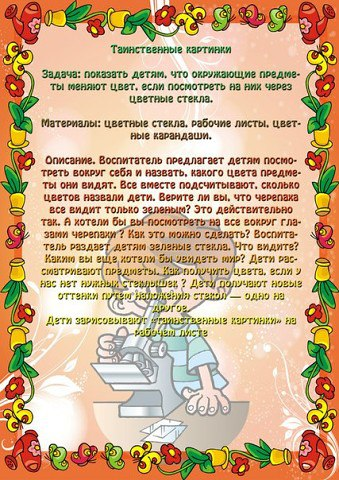 Таинственные картинки
Задача: показать детям, что окружающие предме-
ты меняют цвет, если посмотреть на них через
цветные стекла.
Материалы: цветные стекла, рабочие листы, цвет-
ные карандаши.
Описание. Воспитатель предлагает детям посмо-
треть вокруг себя и назвать, какого цвета предме-
ты они видят. Все вместе подсчитывают, сколько
цветов назвали дети. Верите ли вы, что черепаха
все видит только зеленым? Это действительно
так. А хотели бы вы посмотреть на все вокруг гла-
зами черепахи ? Как это можно сделать? Воспита-
тель раздает детям зеленые стекла. Что видите?
Каким вы еще хотели бы увидеть мир? Дети рас-
сматривают предметы. Как получить цвета, если у
нас нет нужных стеклышек ? Дети получают новые
оттенки путем наложения стекол — одно на
другое.
Дети зарисовывают «таинственные картинки» на
рабочем листе